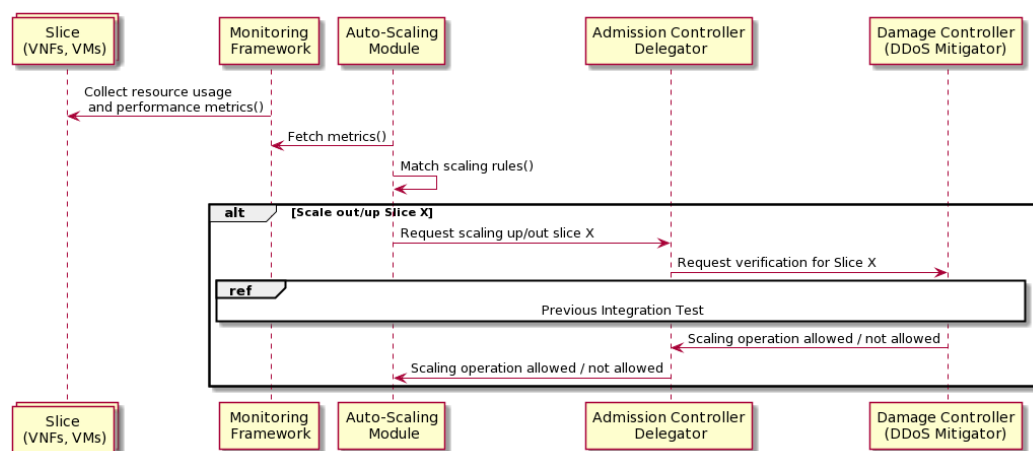 Slice
(VNFs, VMs)
Monitoring
Framework
Auto-Scaling
Module
Admission Controller
Delegator
Damage Controller
(DDoS Mitigator)
Collect resource usage
and performance metrics()
Fetch metrics()
Match scaling rules()
alt [Scale out/up Slice X]
Request scaling up/out slice X
Request verification for Slice X
ref
Previous Integration Test
Scaling operation allowed / not allowed
Scaling operation allowed / not allowed
Slice
(VNFs, VMs)
Monitoring
Framework
Auto-Scaling
Module
Admission Controller
Delegator
Damage Controller
(DDoS Mitigator)